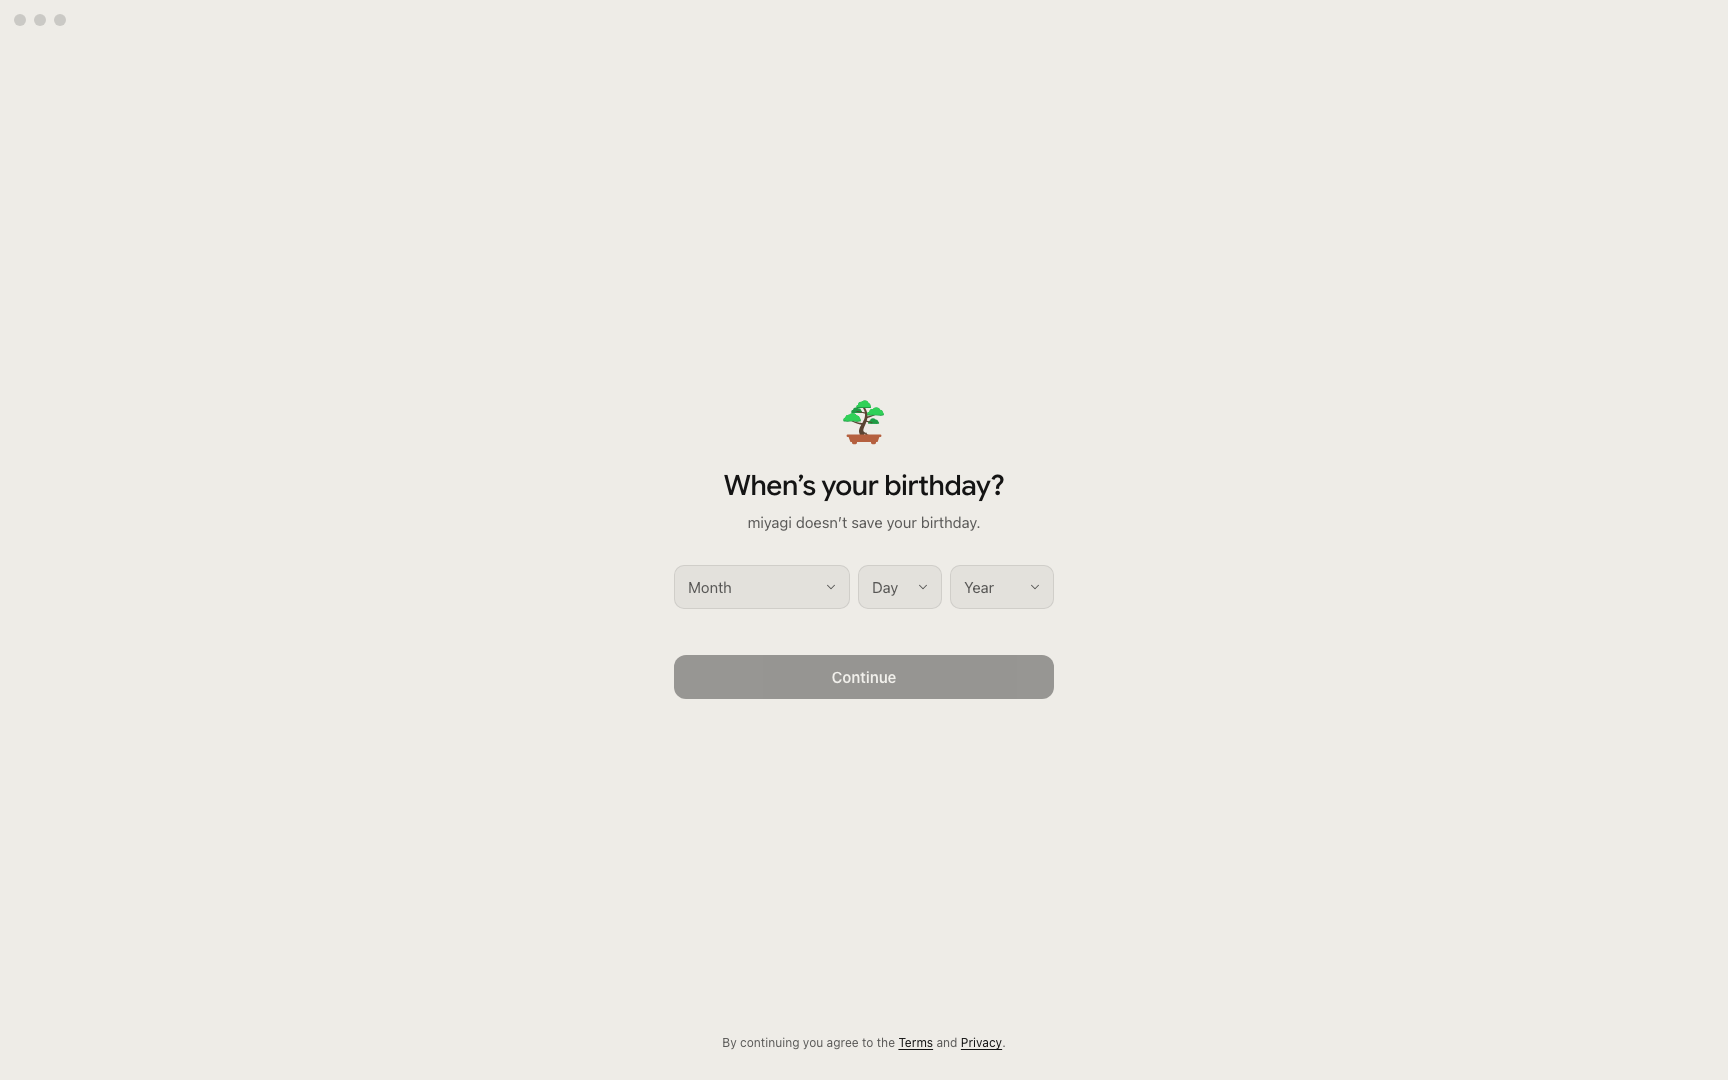 When’s your birthday?
miyagi doesn’t save your birthday.
Month Day Year
Continue
By continuing you agree to the Terms and Privacy.